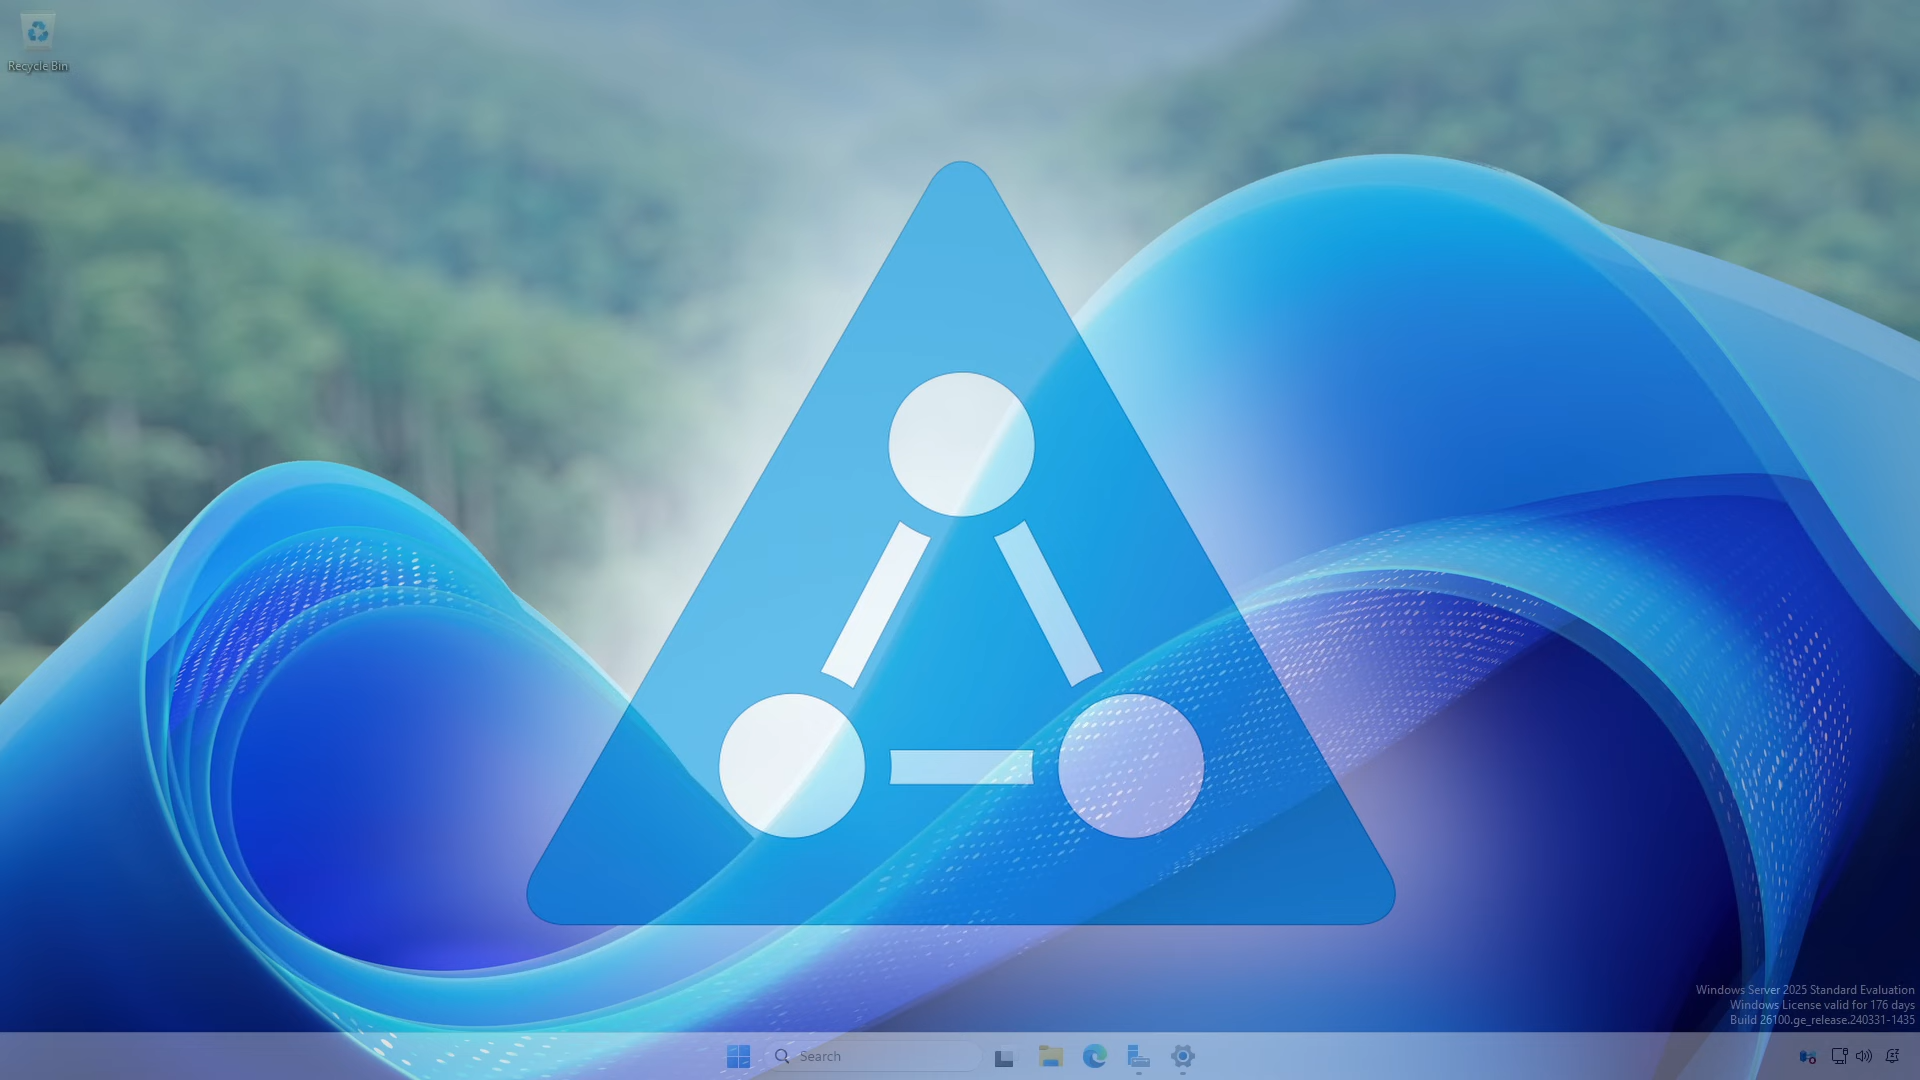 Recycle Bin
Windows Server 2025 Standard Evaluation
Windows License valid for 176 days
Build 26100.ge_release.240331-1435
Search